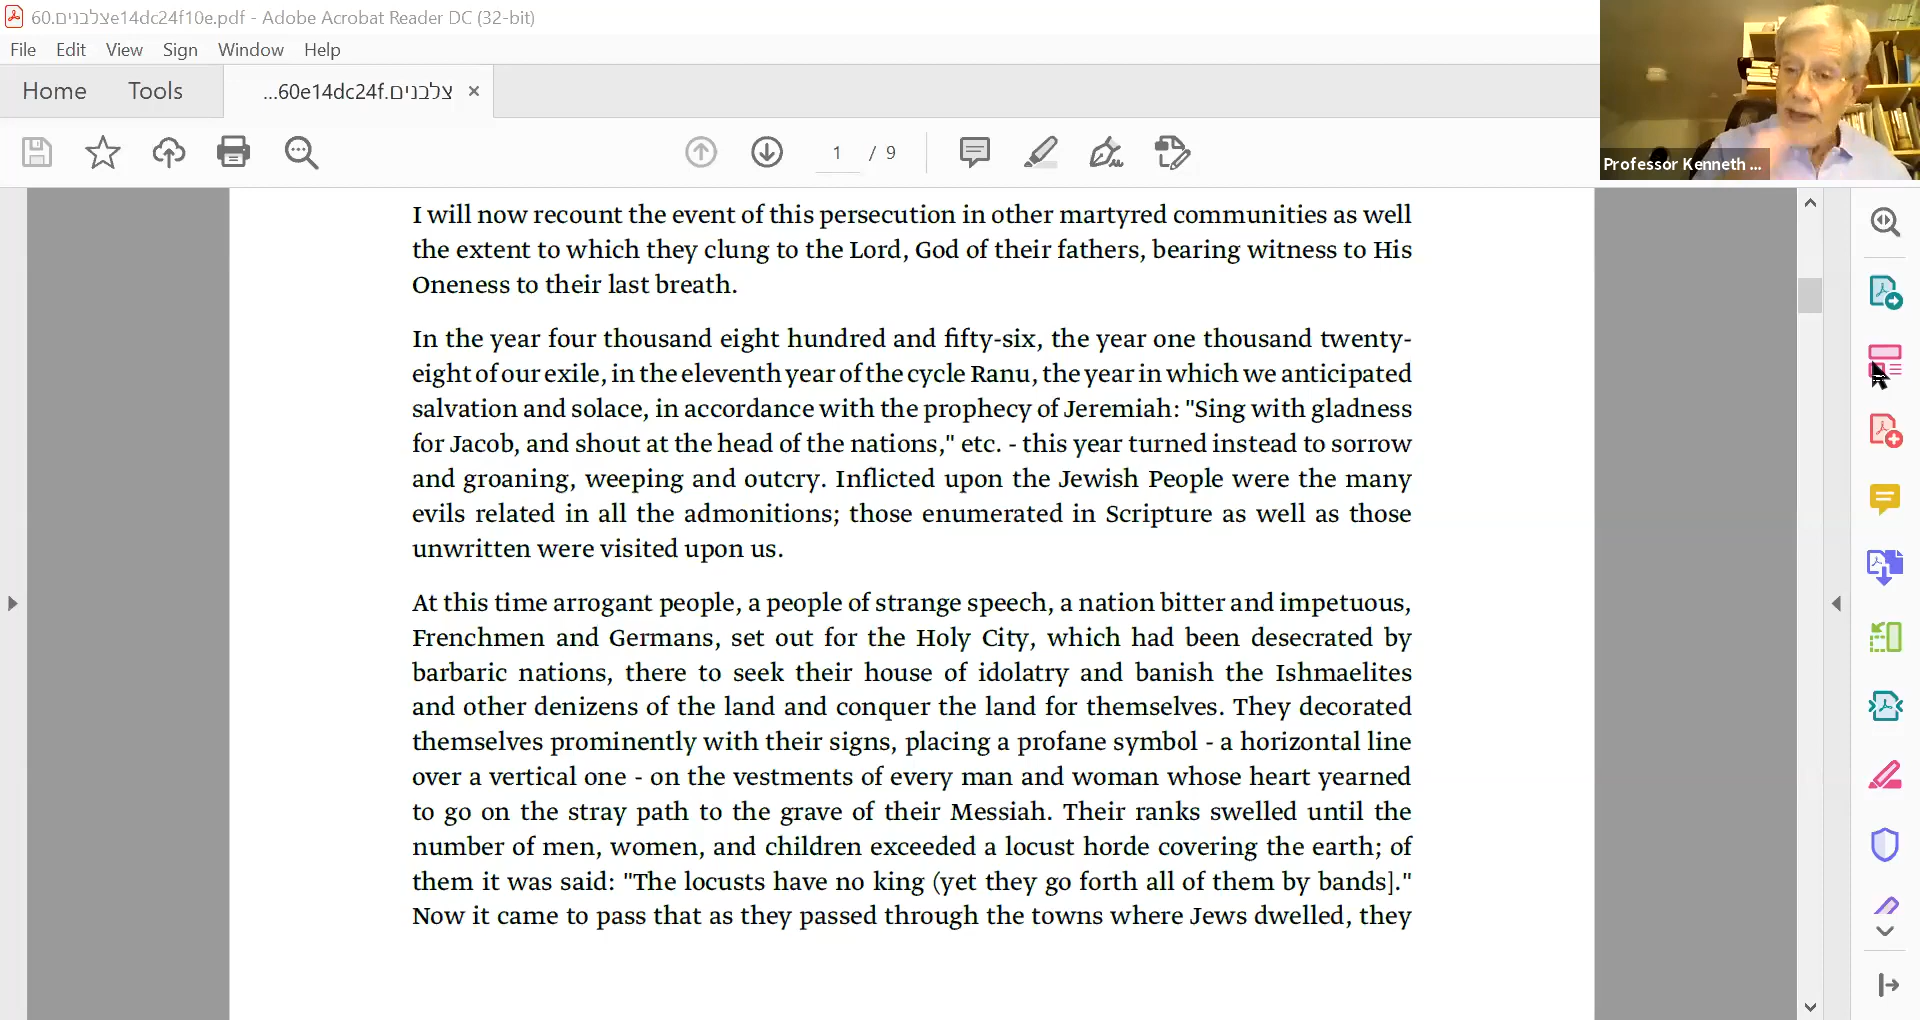 60.צלבניםe14dc24f10e.pdf - Adobe Acrobat Reader DC (32-bit)
File Edit View Sign Window Help
Home Tools ...60e14dc24f.צלבנים ×
1 / 9
Professor Kenneth ...
I will now recount the event of this persecution in other martyred communities as well
the extent to which they clung to the Lord, God of their fathers, bearing witness to His
Oneness to their last breath.
In the year four thousand eight hundred and fifty-six, the year one thousand twenty-
eight of our exile, in the eleventh year of the cycle Ranu, the year in which we anticipated
salvation and solace, in accordance with the prophecy of Jeremiah: "Sing with gladness
for Jacob, and shout at the head of the nations," etc. - this year turned instead to sorrow
and groaning, weeping and outcry. Inflicted upon the Jewish People were the many
evils related in all the admonitions; those enumerated in Scripture as well as those
unwritten were visited upon us.
At this time arrogant people, a people of strange speech, a nation bitter and impetuous,
Frenchmen and Germans, set out for the Holy City, which had been desecrated by
barbaric nations, there to seek their house of idolatry and banish the Ishmaelites
and other denizens of the land and conquer the land for themselves. They decorated
themselves prominently with their signs, placing a profane symbol - a horizontal line
over a vertical one - on the vestments of every man and woman whose heart yearned
to go on the stray path to the grave of their Messiah. Their ranks swelled until the
number of men, women, and children exceeded a locust horde covering the earth; of
them it was said: "The locusts have no king (yet they go forth all of them by bands]."
Now it came to pass that as they passed through the towns where Jews dwelled, they